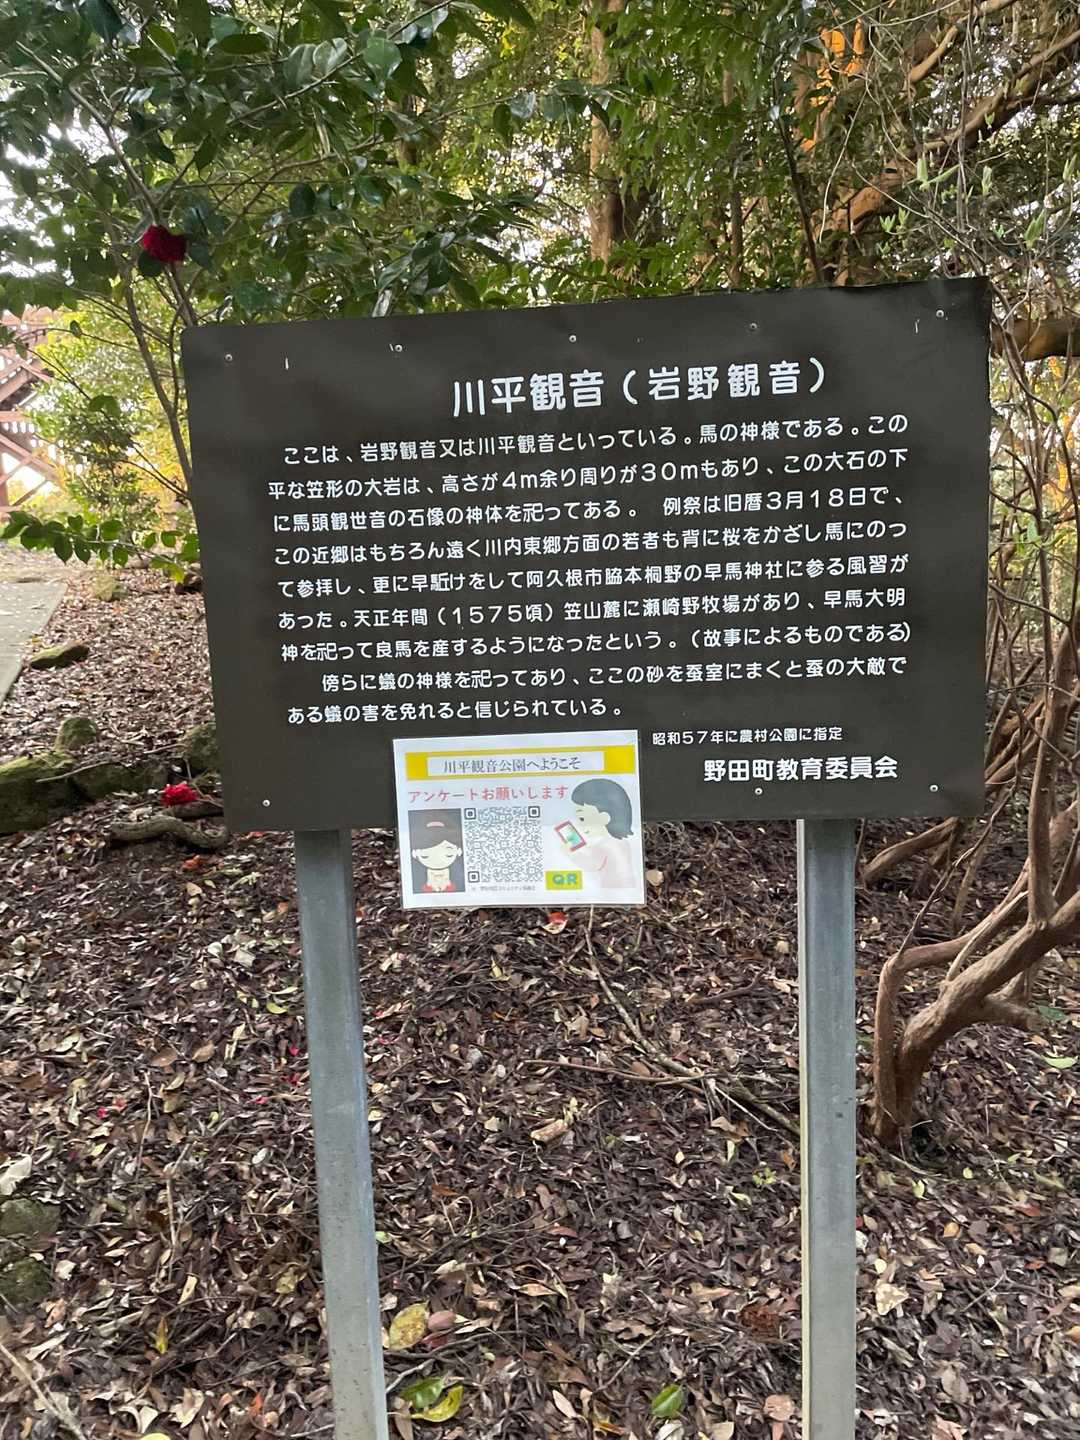 川平観音（岩野観音）
ここは、岩野観音又は川平観音といっている。馬の神様である。この
平な笠形の大岩は、高さが４ｍ余り周りが３０ｍもあり、この大石の下
に馬頭観世音の石像の神体を祀ってある。　例祭は旧暦３月１８日で、
この近郷はもちろん遠く川内東郷方面の若者も背に桜をかざし馬にのっ
て参拝し、更に早駈けをして阿久根市脇本桐野の早馬神社に参る風習が
あった。天正年間（１５７５頃）笠山麓に瀬崎野牧場があり、早馬大明
神を祀って良馬を産するようになったという。（故事によるものである）
傍らに蟻の神様を祀ってあり、ここの砂を蚕室にまくと蚕の大敵で
ある蟻の害を免れると信じられている。
昭和５７年に農村公園に指定
野田町教育委員会
川平観音公園へようこそ
アンケートお願いします
QR